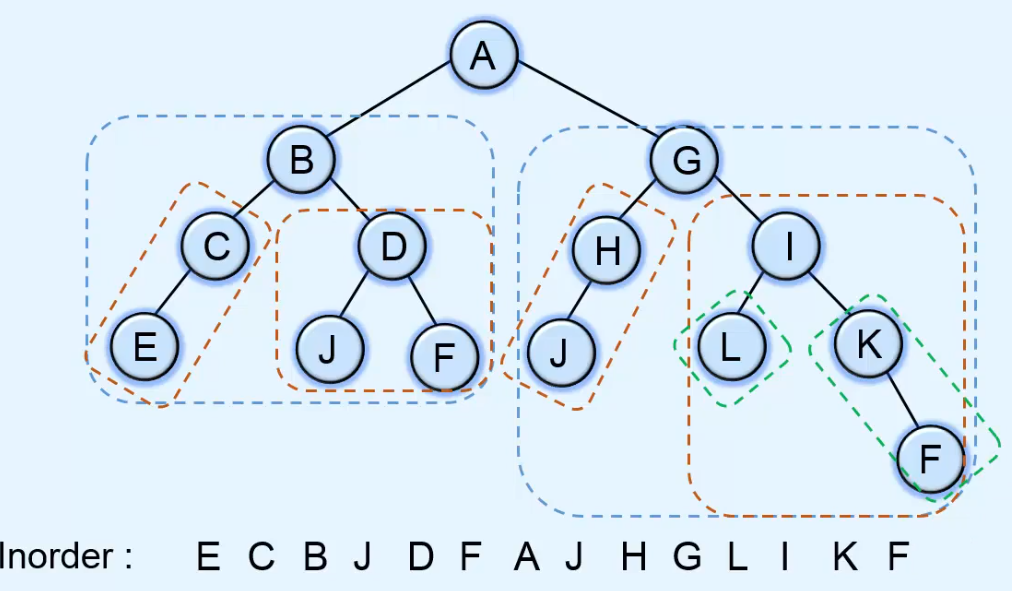 A
B G
C D H I
E J F J L K
F
Inorder : E C B J D F A J H G L I K F